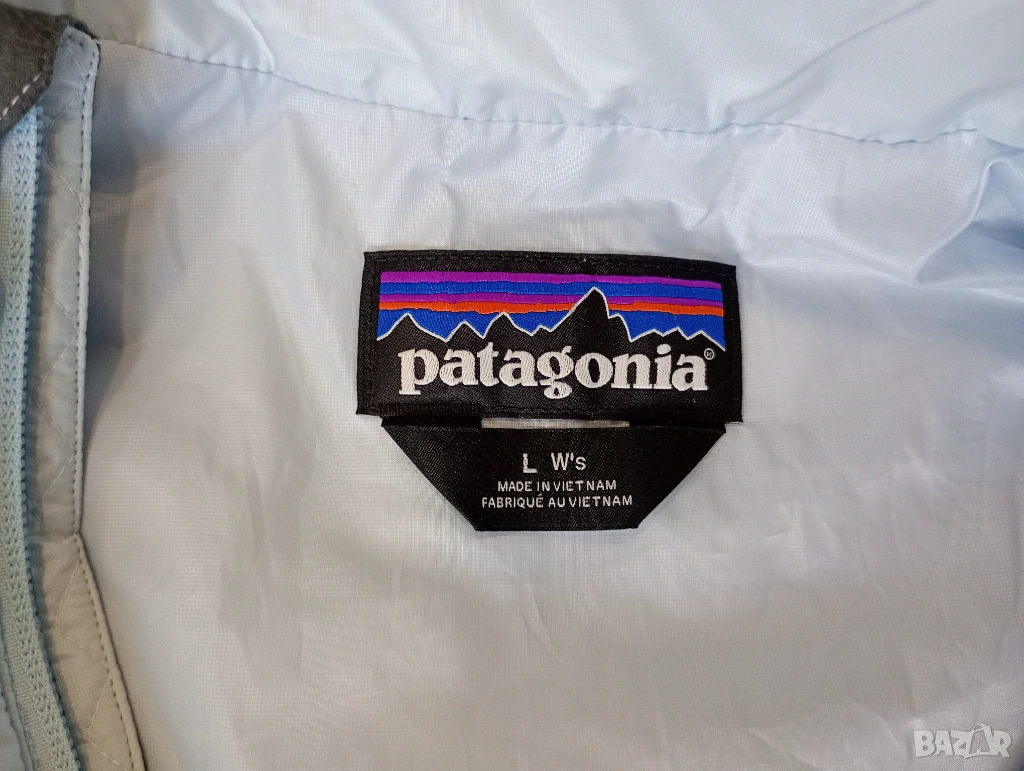 patagonia®
L W's
MADE IN VIETNAM
FABRIQUÉ AU VIETNAM
BAZAR